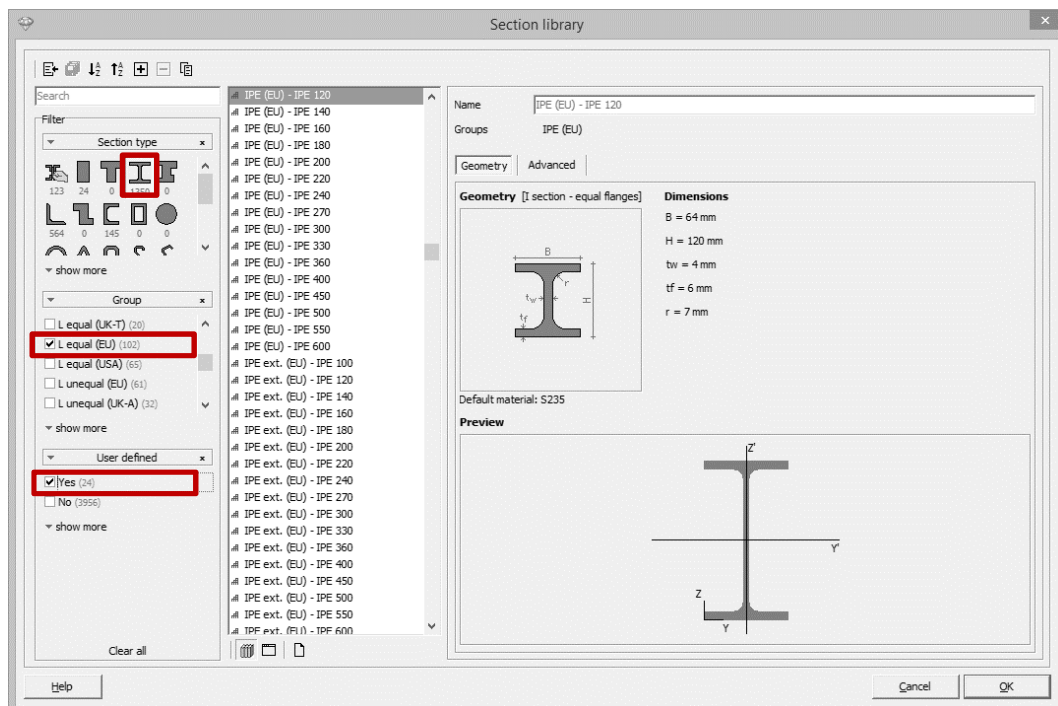 Section library
Search
Filter
Section type
123 24 0 1350 0
564 0 145 0 0
show more
Group
L equal (UK-T) (20)
L equal (EU) (102)
L equal (USA) (65)
L unequal (EU) (61)
L unequal (UK-A) (32)
show more
User defined
Yes (24)
No (3956)
show more
Clear all
IPE (EU) - IPE 120
IPE (EU) - IPE 140
IPE (EU) - IPE 160
IPE (EU) - IPE 180
IPE (EU) - IPE 200
IPE (EU) - IPE 220
IPE (EU) - IPE 240
IPE (EU) - IPE 270
IPE (EU) - IPE 300
IPE (EU) - IPE 330
IPE (EU) - IPE 360
IPE (EU) - IPE 400
IPE (EU) - IPE 450
IPE (EU) - IPE 500
IPE (EU) - IPE 550
IPE (EU) - IPE 600
IPE ext. (EU) - IPE 100
IPE ext. (EU) - IPE 120
IPE ext. (EU) - IPE 140
IPE ext. (EU) - IPE 160
IPE ext. (EU) - IPE 180
IPE ext. (EU) - IPE 200
IPE ext. (EU) - IPE 220
IPE ext. (EU) - IPE 240
IPE ext. (EU) - IPE 270
IPE ext. (EU) - IPE 300
IPE ext. (EU) - IPE 330
IPE ext. (EU) - IPE 360
IPE ext. (EU) - IPE 400
IPE ext. (EU) - IPE 450
IPE ext. (EU) - IPE 500
IPE ext. (EU) - IPE 550
IPE ext. (EU) - IPE 600
Name IPE (EU) - IPE 120
Groups IPE (EU)
Geometry Advanced
Geometry [I section - equal flanges]
B
r
tw
H
tf
Dimensions
B = 64 mm
H = 120 mm
tw = 4 mm
tf = 6 mm
r = 7 mm
Default material: S235
Preview
Z'
Y'
Z
Y
Help
Cancel
OK